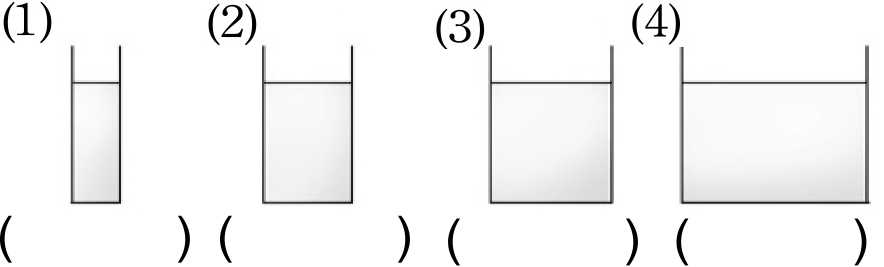 (1) (2) (3) (4)
( ) ( ) ( ) ( )